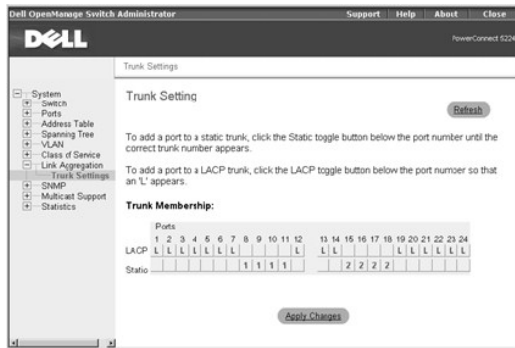 Dell OpenManage Switch Administrator Support Help About Close
DELL
PowerConnect 5224
Trunk Settings
System
Switch
Ports
Address Table
Spanning Tree
VLAN
Class of Service
Link Aggregation
Trunk Settings
SNMP
Multicast Support
Statistics
Trunk Setting
Refresh
To add a port to a static trunk, click the Static toggle button below the port number until the
correct trunk number appears.
To add a port to a LACP trunk, click the LACP toggle button below the port number so that
an 'L' appears.
Trunk Membership:
Ports
1 2 3 4 5 6 7 8 9 10 11 12 13 14 15 16 17 18 19 20 21 22 23 24
LACP L L L L L L L L L L L L L L L L
Static 1 1 1 1 2 2 2 2
Apply Changes